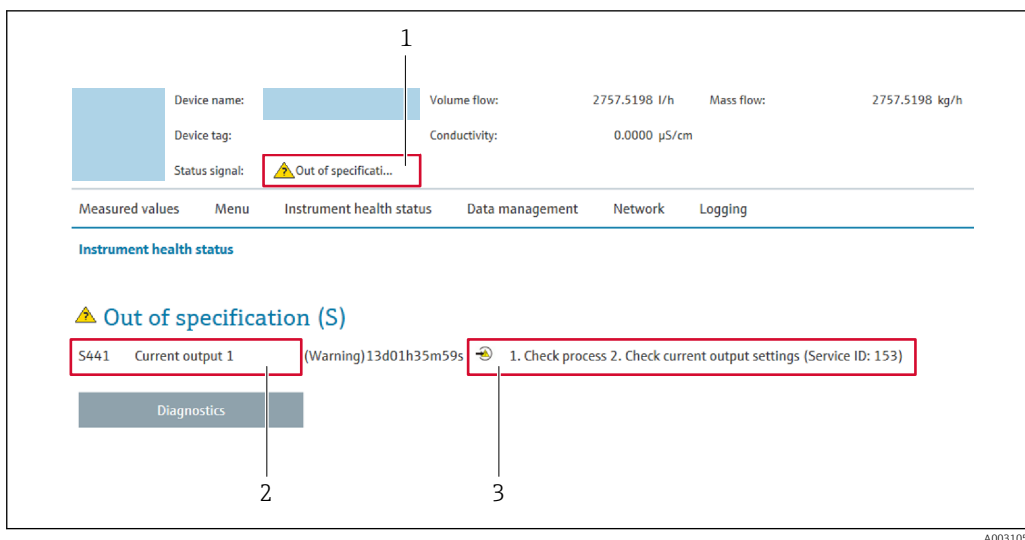 1
Device name: Volume flow: 2757.5198 l/h Mass flow: 2757.5198 kg/h
Device tag: Conductivity: 0.0000 µS/cm
Status signal: Out of specificati...
Measured values Menu Instrument health status Data management Network Logging
Instrument health status
Out of specification (S)
S441 Current output 1 (Warning)13d01h35m59s 1. Check process 2. Check current output settings (Service ID: 153)
Diagnostics
2 3